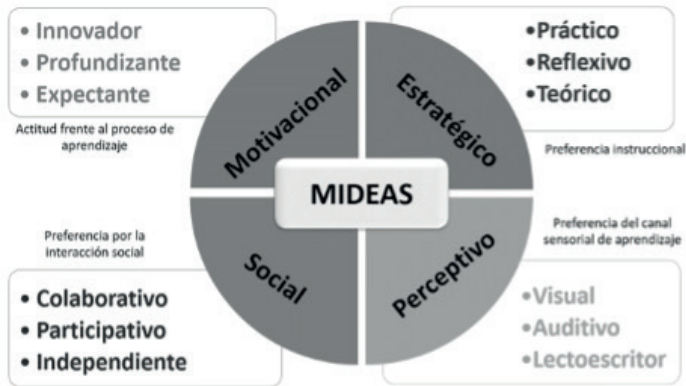 • Innovador
• Profundizante
• Expectante
Actitud frente al proceso de
aprendizaje
Motivacional
Estratégico
•Práctico
•Reflexivo
•Teórico
Preferencia instruccional
MIDEAS
Preferencia por la
interacción social
• Colaborativo
• Participativo
• Independiente
Social
Perceptivo
Preferencia del canal
sensorial de aprendizaje
•Visual
•Auditivo
•Lectoescritor